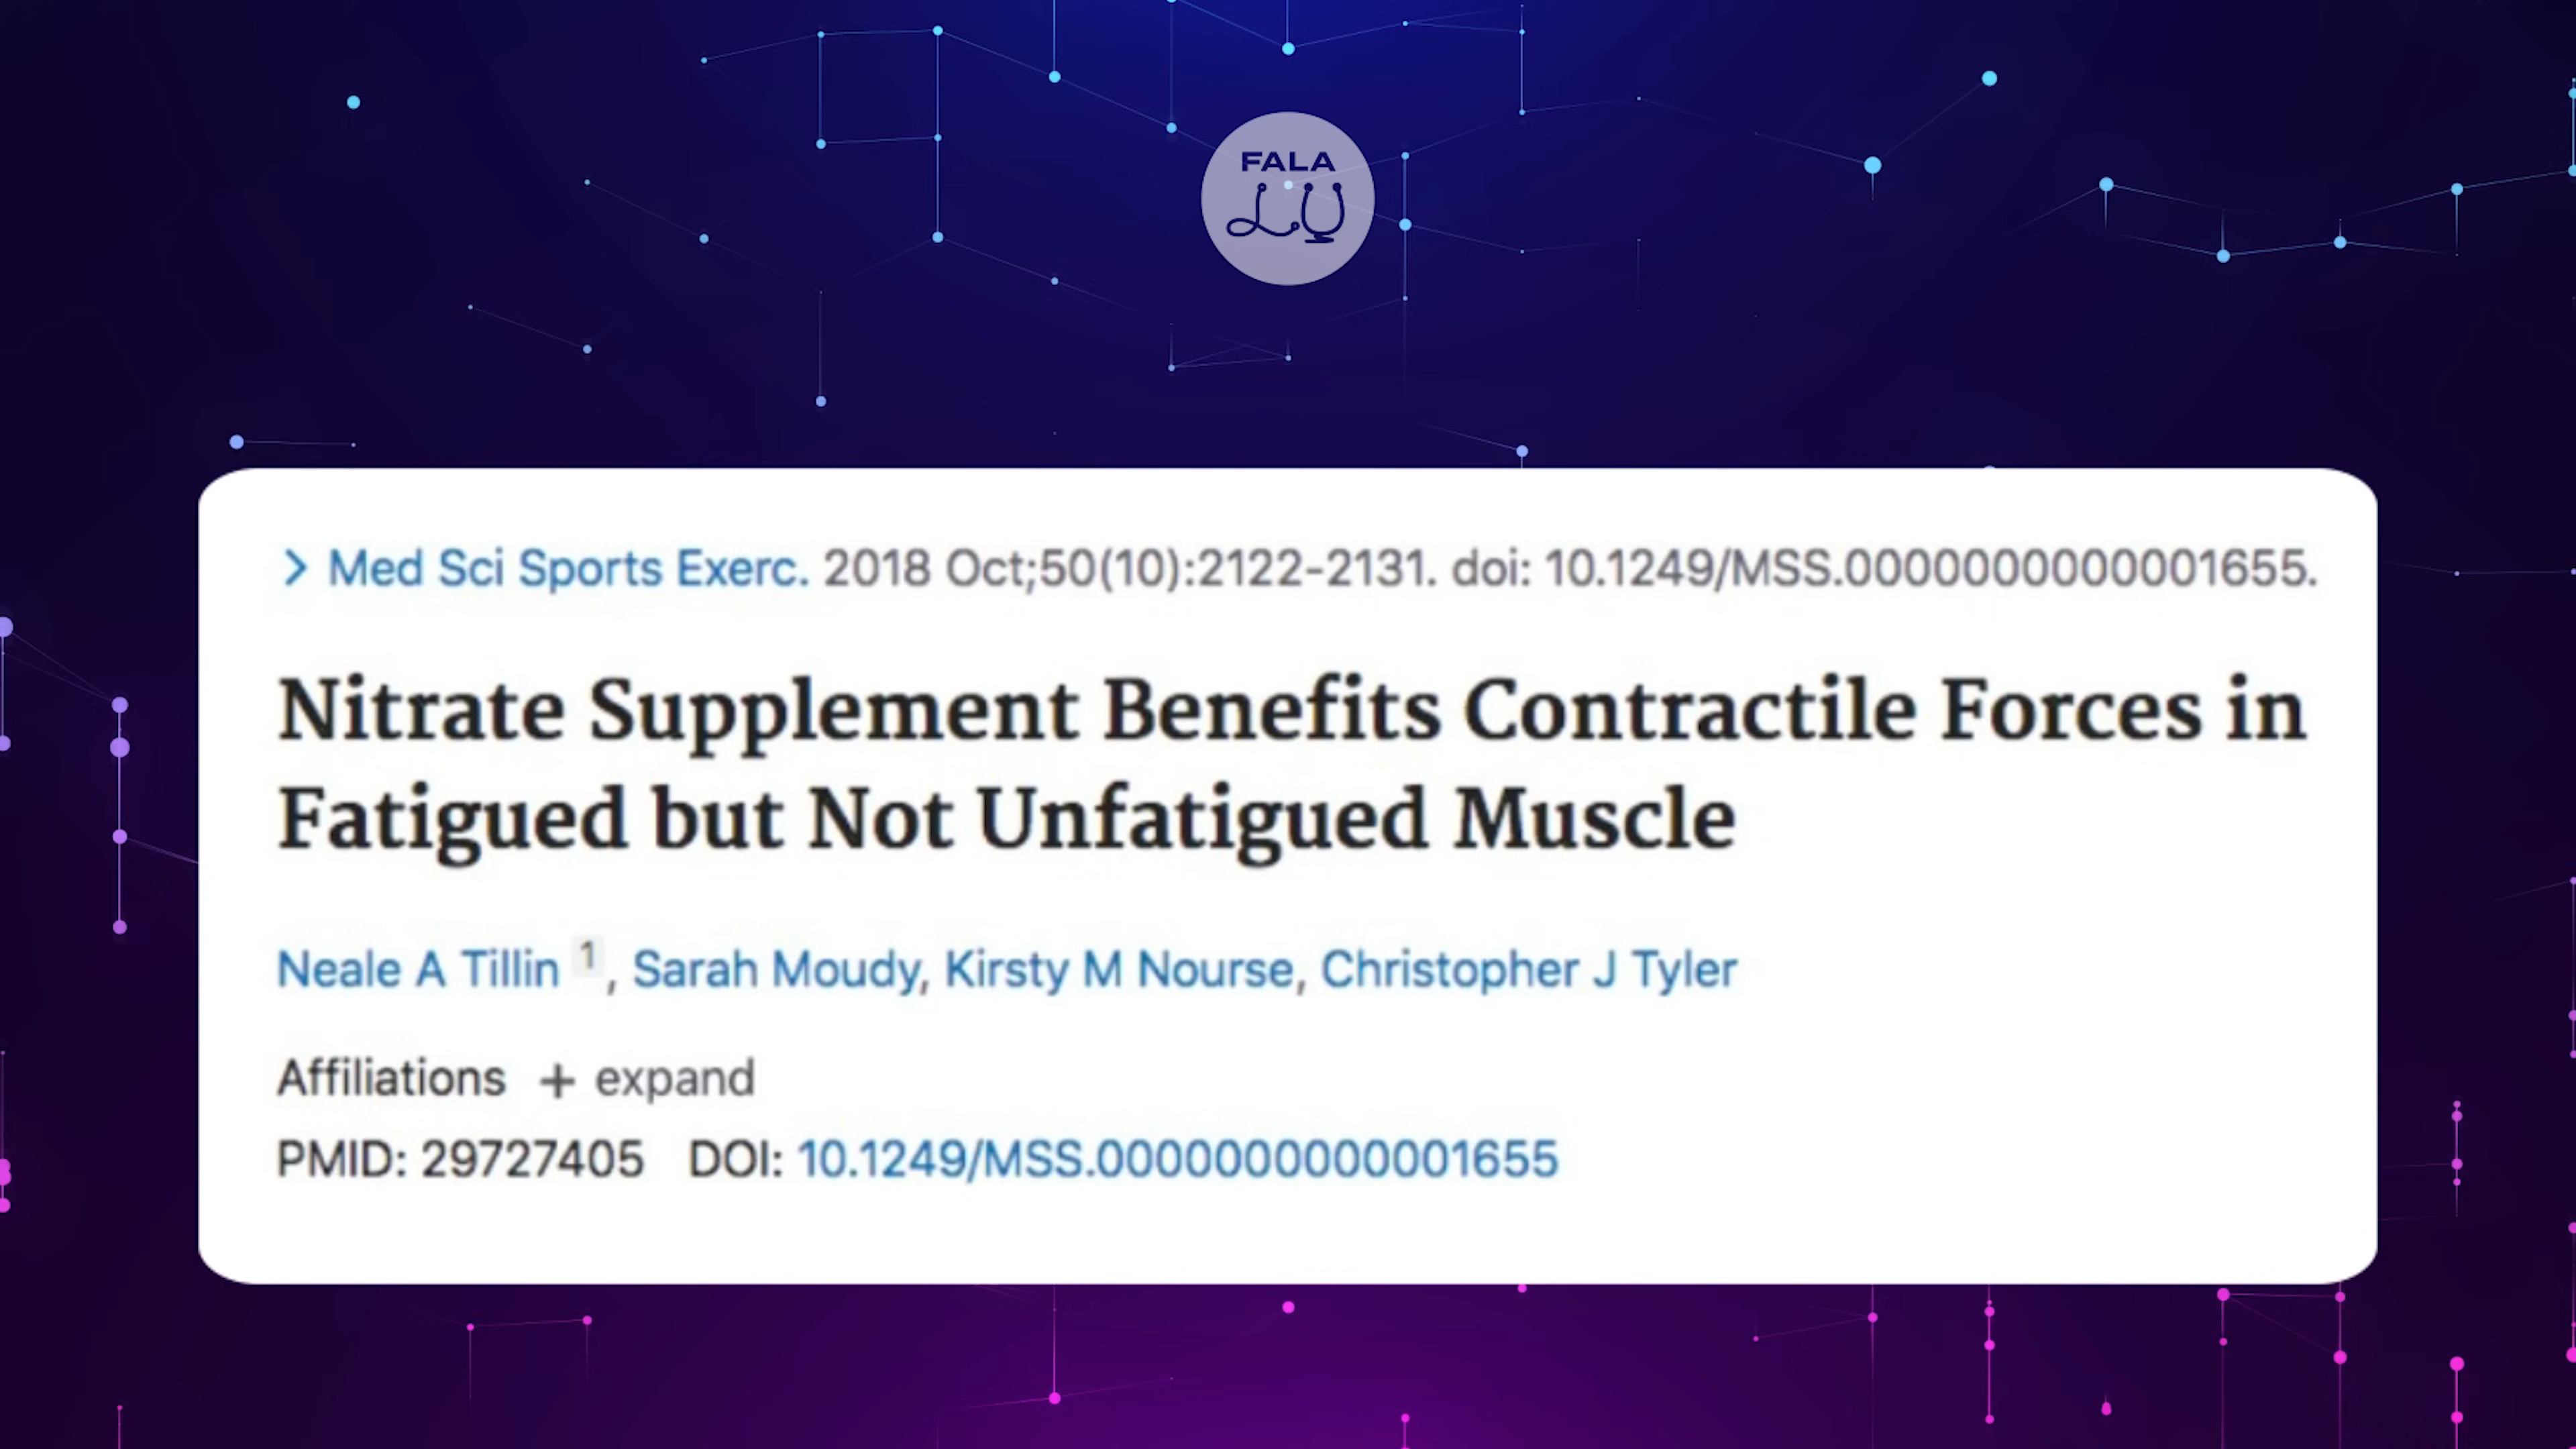 FALA
LU
> Med Sci Sports Exerc. 2018 Oct;50(10):2122-2131. doi: 10.1249/MSS.0000000000001655.
Nitrate Supplement Benefits Contractile Forces in
Fatigued but Not Unfatigued Muscle
Neale A Tillin 1, Sarah Moudy, Kirsty M Nourse, Christopher J Tyler
Affiliations + expand
PMID: 29727405 DOI: 10.1249/MSS.0000000000001655